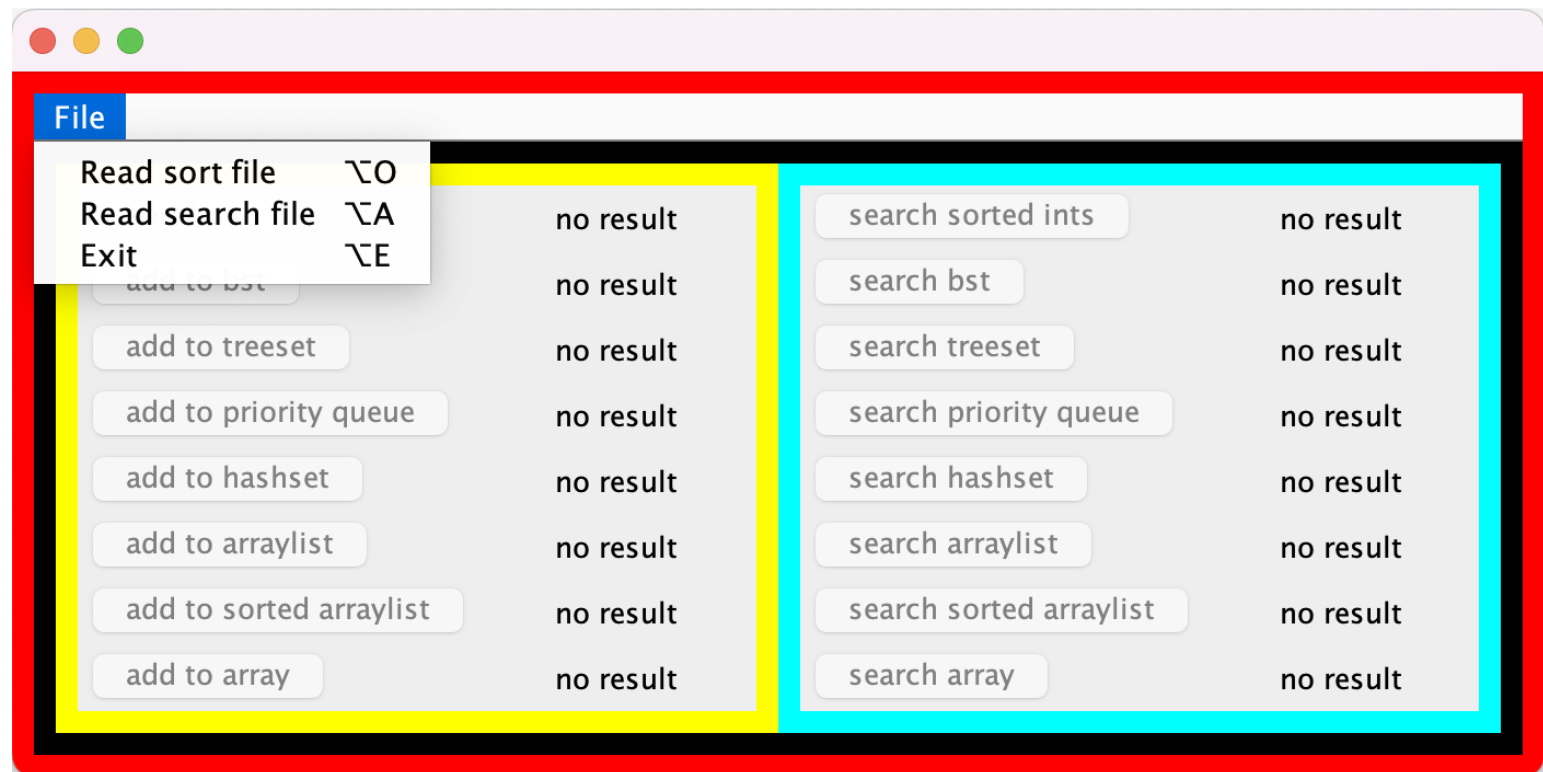 File
Read sort file ⌥O
Read search file ⌥A
Exit ⌥E
no result
add to bst no result
add to treeset no result
add to priority queue no result
add to hashset no result
add to arraylist no result
add to sorted arraylist no result
add to array no result
search sorted ints no result
search bst no result
search treeset no result
search priority queue no result
search hashset no result
search arraylist no result
search sorted arraylist no result
search array no result